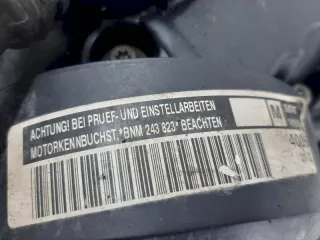 ACHTUNG! BEI PRUEF- UND EINSTELLARBEITEN
MOTORKENNBUCHST.*BNM 243 823* BEACHTEN
M